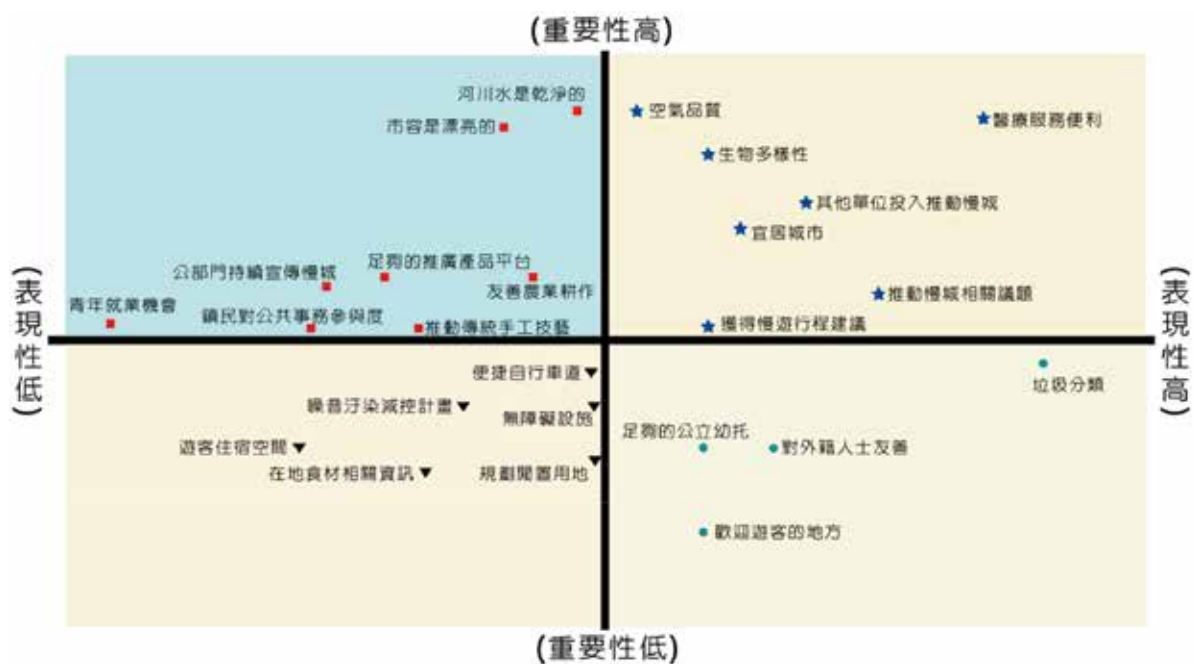 (重要性高)
河川水是乾淨的
市容是漂亮的
空氣品質
醫療服務便利
生物多樣性
其他單位投入推動慢城
宜居城市
公部門持續宣傳慢城
足夠的推廣產品平台
友善農業耕作
推動慢城相關議題
青年就業機會
鎮民對公共事務參與度
推動傳統手工技藝
獲得慢遊行程建議
(表現性低)
(表現性高)
便捷自行車道
垃圾分類
噪音汙染減控計畫
無障礙設施
足夠的公立幼托
遊客住宿空間
對外籍人士友善
在地食材相關資訊
規劃閒置用地
歡迎遊客的地方
(重要性低)